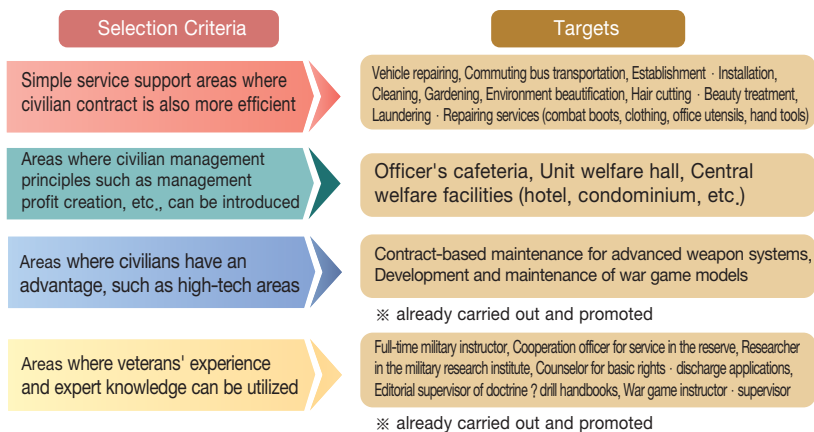 Selection Criteria
Targets
Simple service support areas where
civilian contract is also more efficient
Vehicle repairing, Commuting bus transportation, Establishment · Installation,
Cleaning, Gardening, Environment beautification, Hair cutting · Beauty treatment,
Laundering · Repairing services (combat boots, clothing, office utensils, hand tools)
Areas where civilian management
principles such as management
profit creation, etc., can be introduced
Officer's cafeteria, Unit welfare hall, Central
welfare facilities (hotel, condominium, etc.)
Areas where civilians have an
advantage, such as high-tech areas
Contract-based maintenance for advanced weapon systems,
Development and maintenance of war game models
※ already carried out and promoted
Areas where veterans' experience
and expert knowledge can be utilized
Full-time military instructor, Cooperation officer for service in the reserve, Researcher
in the military research institute, Counselor for basic rights · discharge applications,
Editorial supervisor of doctrine ? drill handbooks, War game instructor · supervisor
※ already carried out and promoted